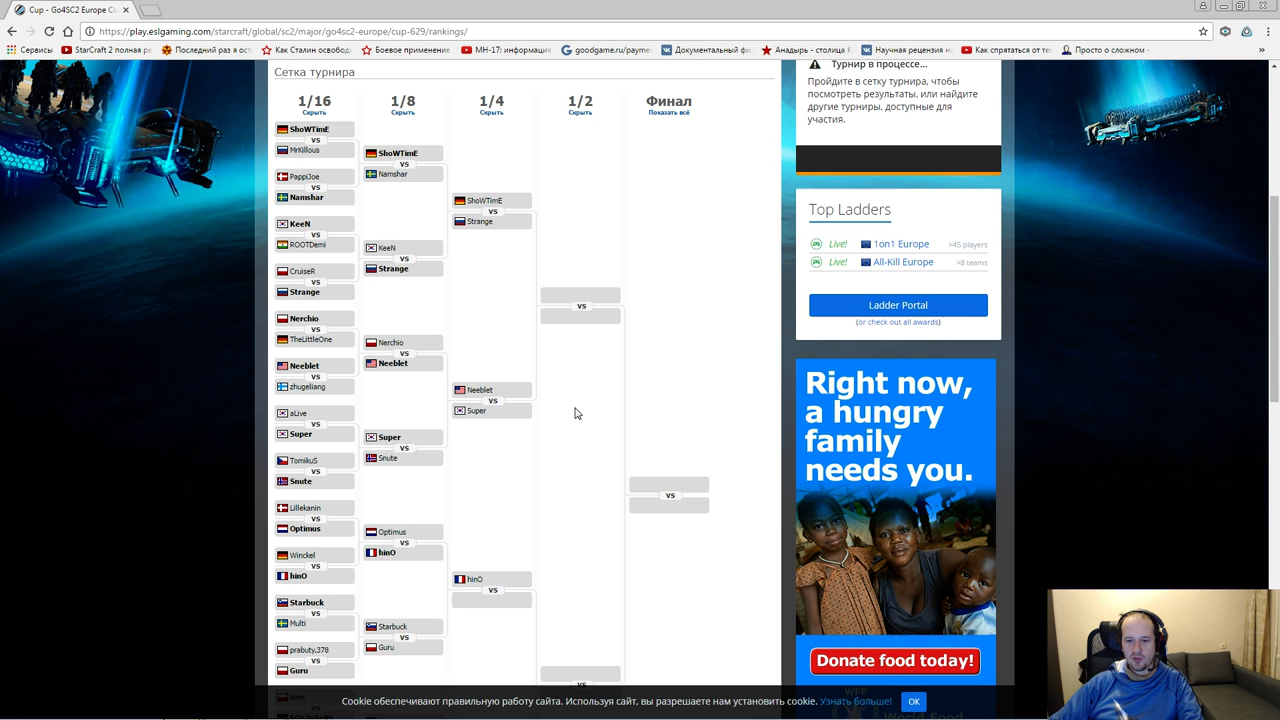 Cup - Go4SC2 Europe Cu
https://play.eslgaming.com/starcraft/global/sc2/major/go4sc2-europe/cup-629/rankings/
Сервисы
StarCraft 2 полная ре
Последний раз я ост
Как Сталин освобод
Боевое применение
МН-17: информация
goodgame.ru/payme
Документальный фи
Анадырь - столица
Научная рецензия н
Как спрятаться от те
Просто о сложном -
Сетка турнира
1/16
1/8
1/4
1/2
Финал
Скрыть
Скрыть
Скрыть
Скрыть
Показать всё
ShoWTimE
VS
MrKillous
PappiJoe
VS
Namshar
KeeN
VS
ROOTDemi
CruiseR
VS
Strange
Nerchio
VS
TheLittleOne
Neeblet
VS
zhugeliang
aLive
VS
Super
TomikuS
VS
Snute
Lillekanin
VS
Optimus
Winckel
VS
hinO
Starbuck
VS
Multi
prabuty.378
VS
Guru
ShoWTimE
VS
Namshar
KeeN
VS
Strange
Nerchio
VS
Neeblet
Super
VS
Snute
Optimus
VS
hinO
Starbuck
VS
Guru
ShoWTimE
VS
Strange
Neeblet
VS
Super
hinO
VS
VS
VS
VS
Турнир в процессе...
Пройдите в сетку турнира, чтобы
посмотреть результаты, или найдите
другие турниры, доступные для
участия.
Top Ladders
Live! 1on1 Europe >45 players
Live! All-Kill Europe >8 teams
Ladder Portal
(or check out all awards)
Right now,
a hungry
family
needs you.
Donate food today!
WFP
World Food
Cookie обеспечивают правильную работу сайта. Используя сайт, вы разрешаете нам установить cookie. Узнать больше!
OK